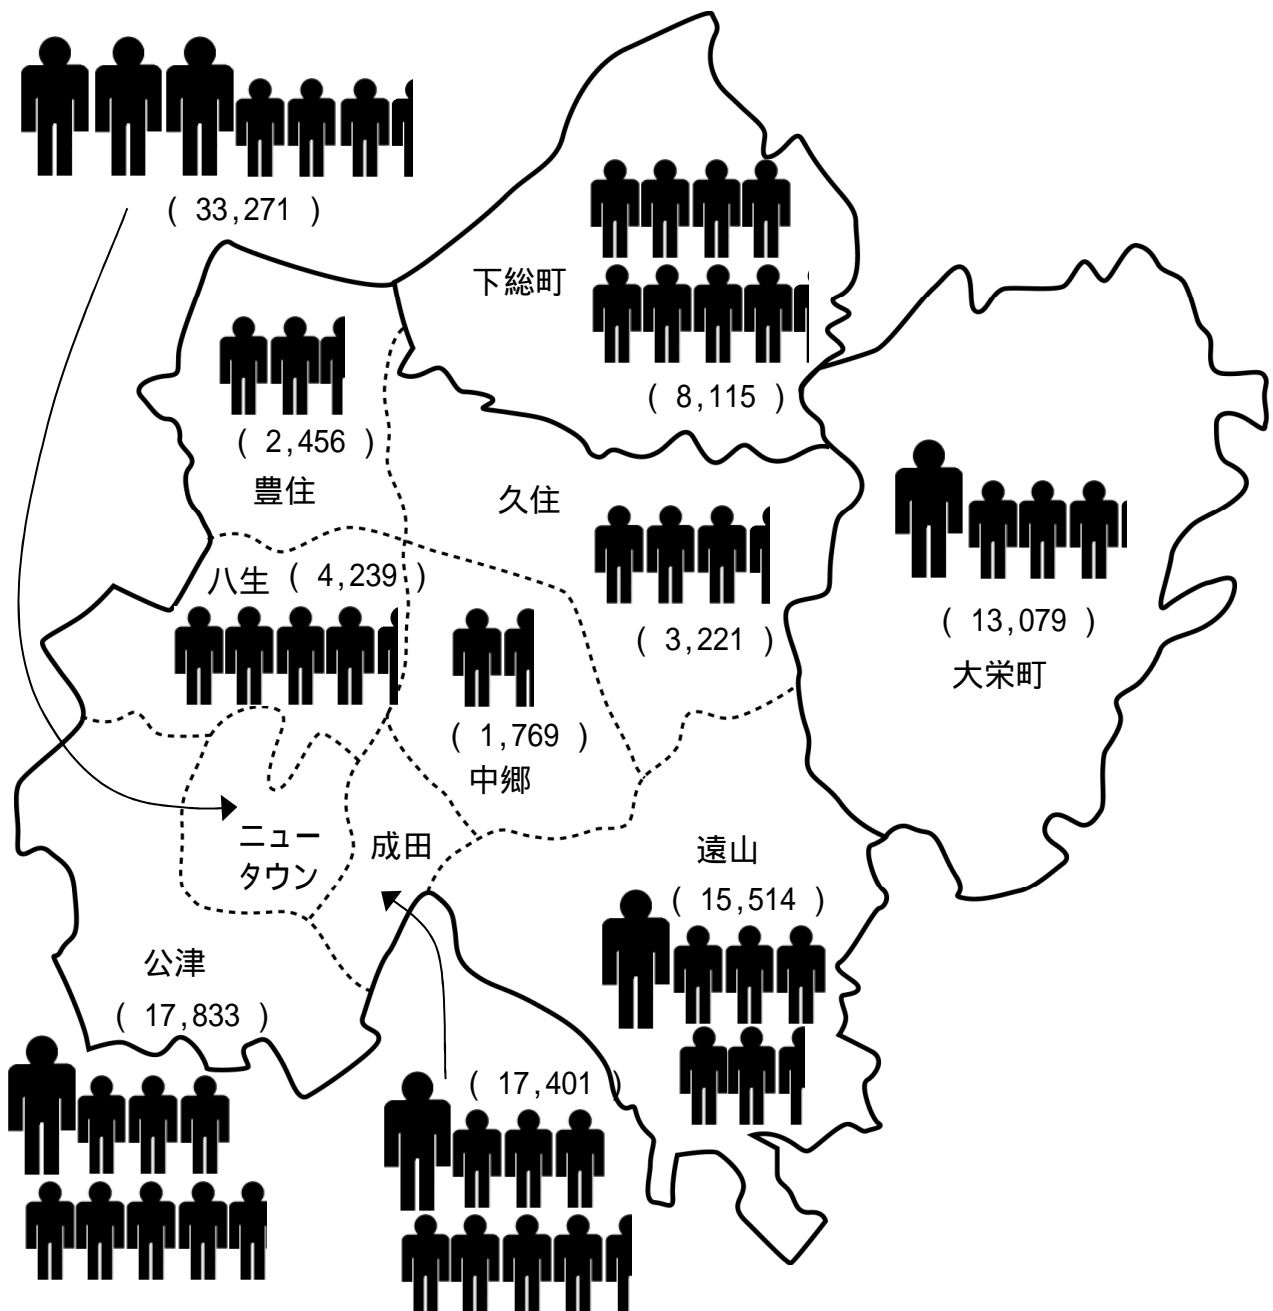 ( 33,271 )
下総町
( 8,115 )
( 2,456 )
豊住
久住
八生 ( 4,239 )
( 3,221 )
( 13,079 )
大栄町
( 1,769 )
中郷
ニュー
タウン
成田
遠山
( 15,514 )
公津
( 17,833 )
( 17,401 )